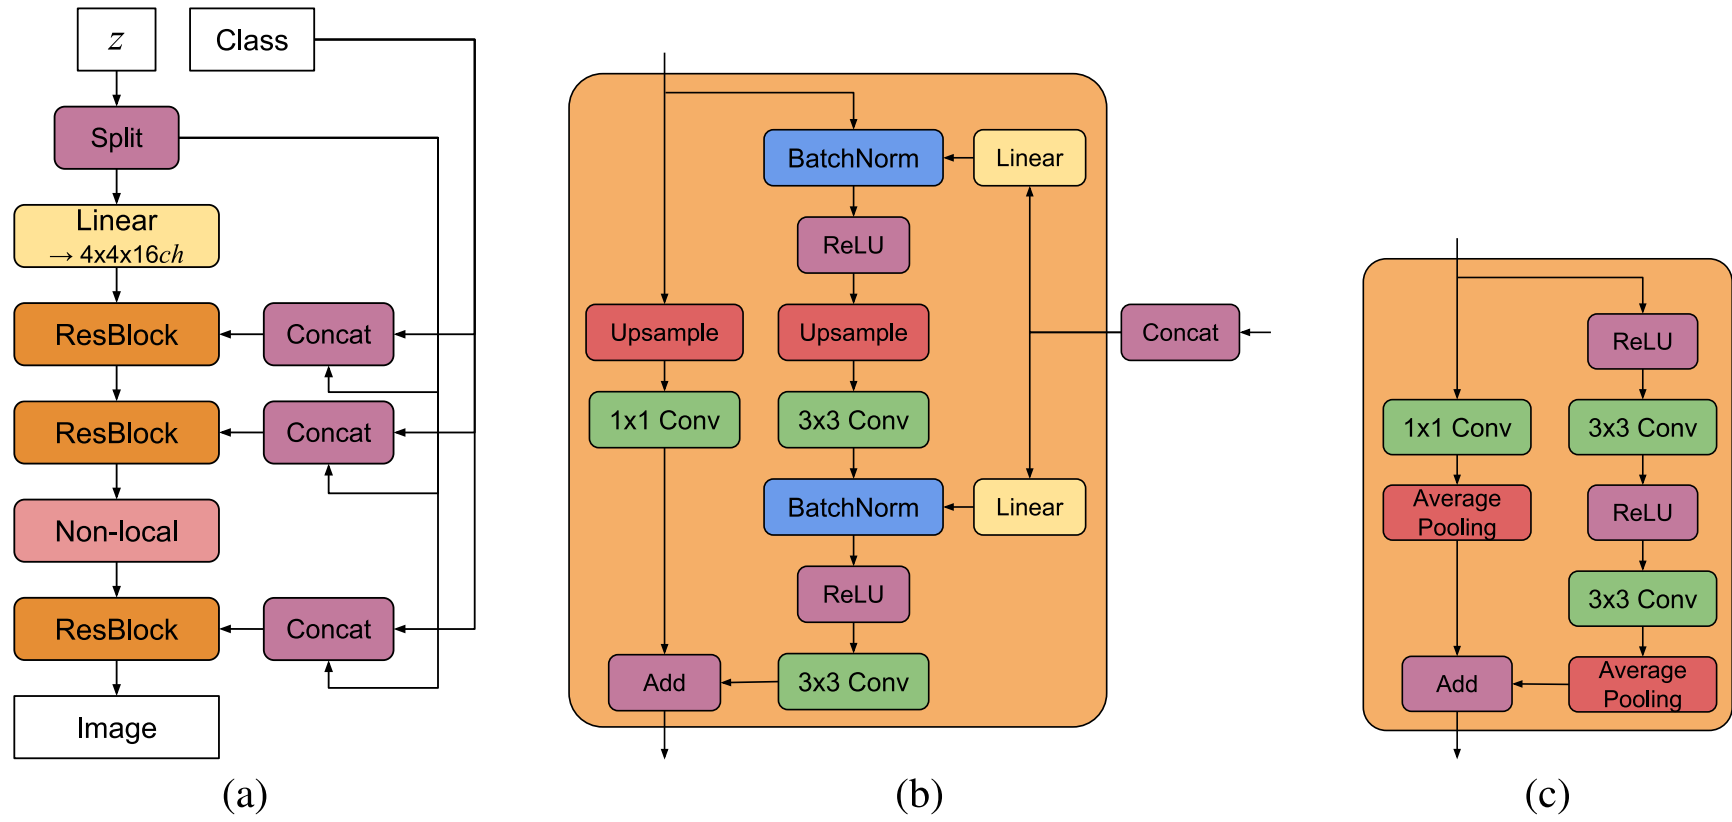 z
Class
Split
Linear
→ 4x4x16ch
ResBlock
Concat
ResBlock
Concat
Non-local
ResBlock
Concat
Image
(a)
BatchNorm
Linear
ReLU
Upsample
Upsample
Concat
1x1 Conv
3x3 Conv
BatchNorm
Linear
ReLU
Add
3x3 Conv
(b)
ReLU
1x1 Conv
3x3 Conv
Average
Pooling
ReLU
3x3 Conv
Add
Average
Pooling
(c)